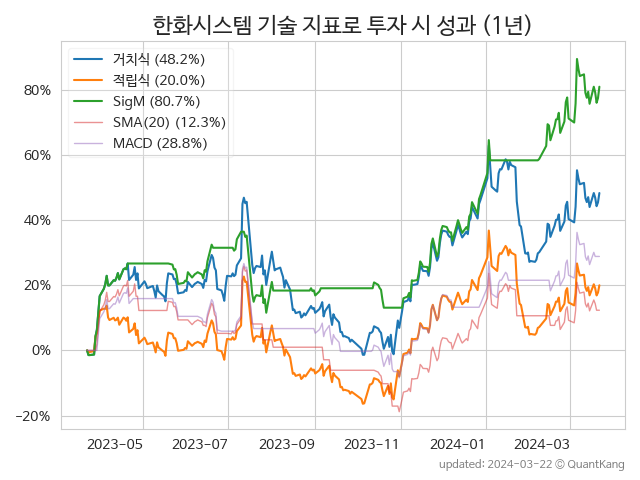 한화시스템 기술 지표로 투자 시 성과 (1년)
거치식 (48.2%)
적립식 (20.0%)
SigM (80.7%)
SMA(20) (12.3%)
MACD (28.8%)
80%
60%
40%
20%
0%
−20%
2023-05 2023-07 2023-09 2023-11 2024-01 2024-03
updated: 2024-03-22 © QuantKang